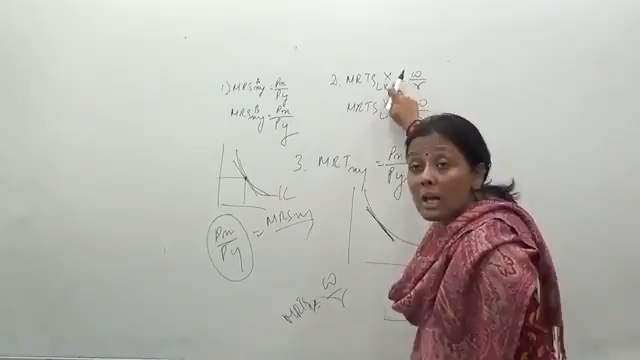 1) MRS^A_xy = Px/Py
MRS^B_xy = Px/Py
2. MRTS^X_LK = w/r
MRTS
3. MRT_xy = Px/Py
IC
Px/Py = MRS_xy
w/r